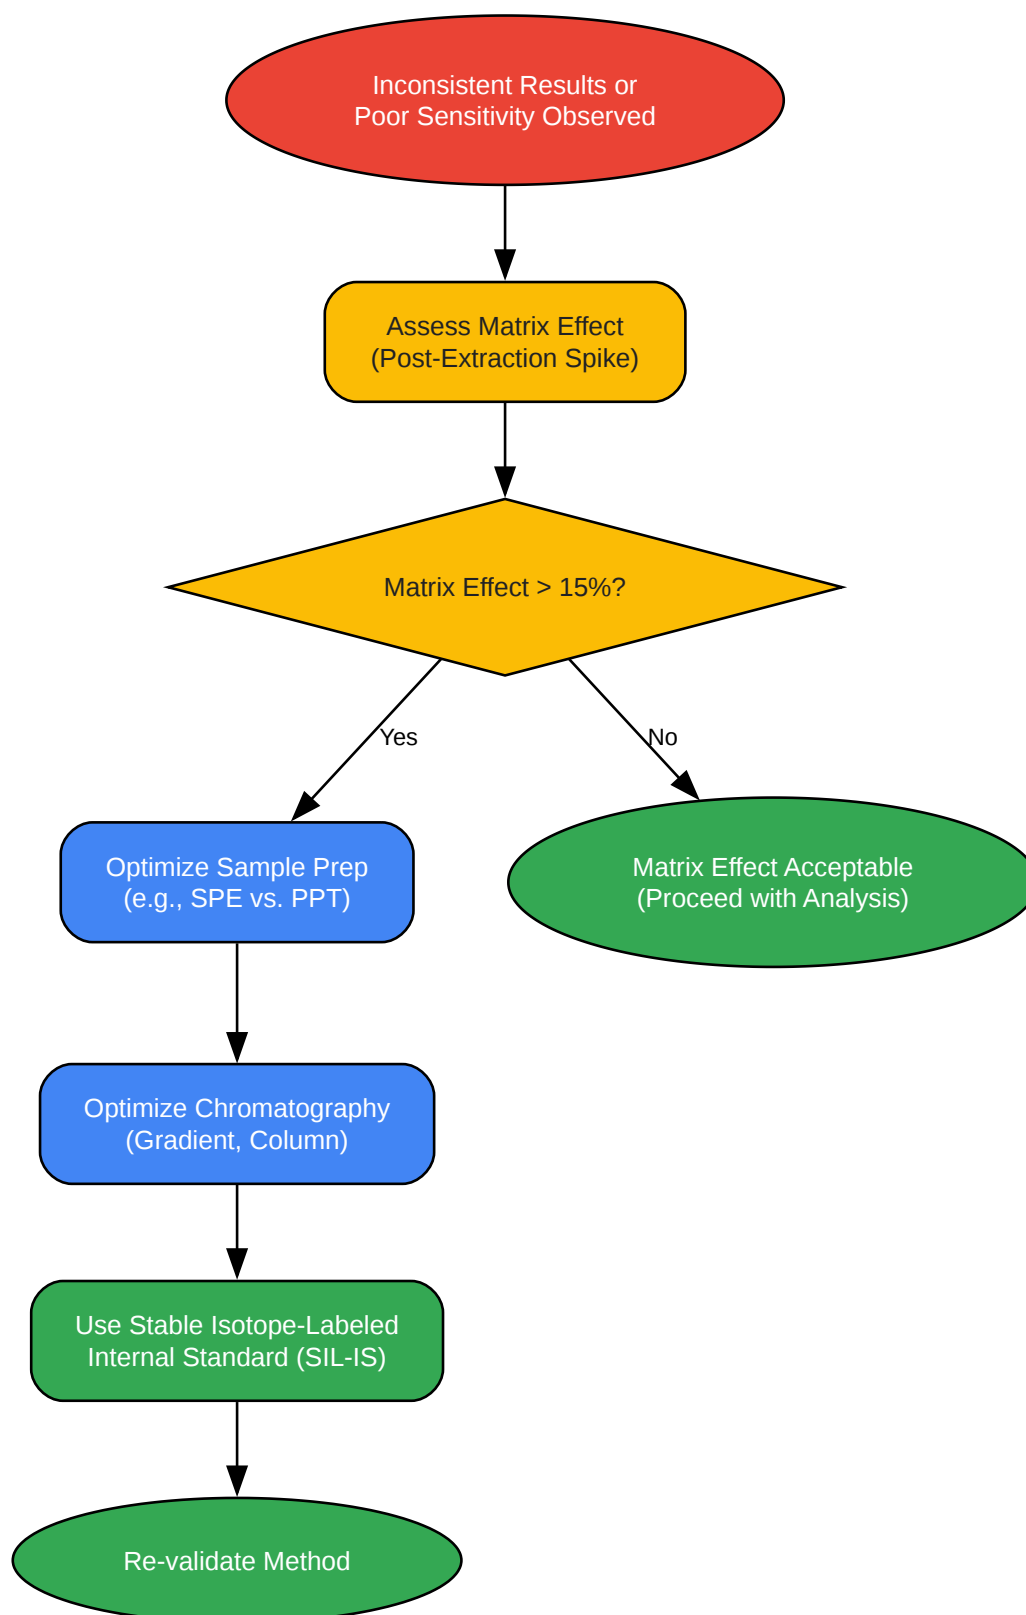 Inconsistent Results or
Poor Sensitivity Observed
Assess Matrix Effect
(Post-Extraction Spike)
Matrix Effect > 15%?
Yes
No
Optimize Sample Prep
(e.g., SPE vs. PPT)
Matrix Effect Acceptable
(Proceed with Analysis)
Optimize Chromatography
(Gradient, Column)
Use Stable Isotope-Labeled
Internal Standard (SIL-IS)
Re-validate Method